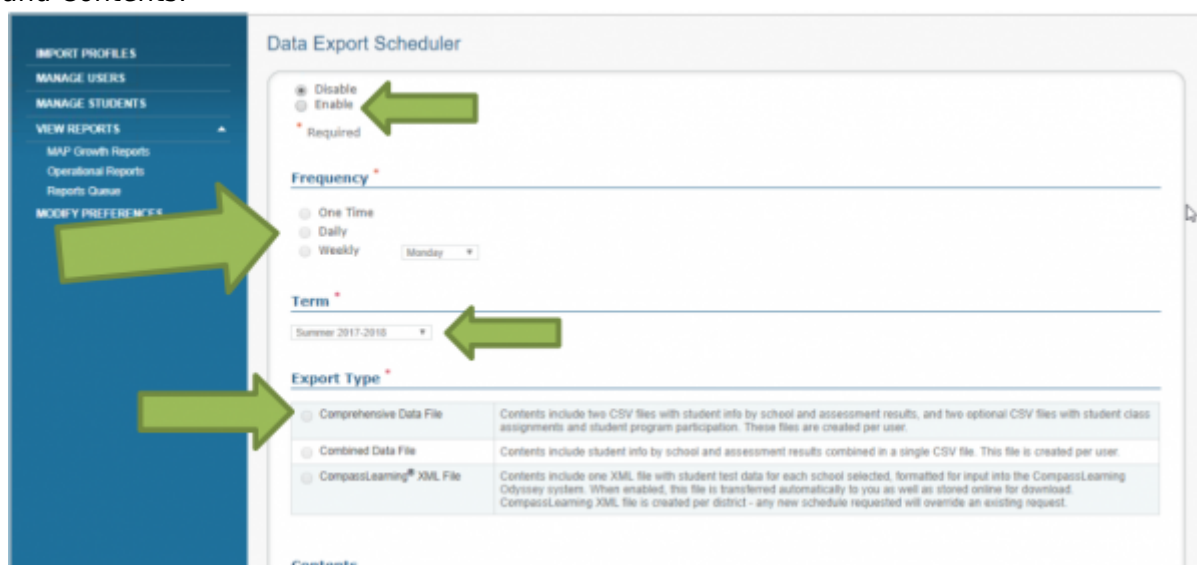 and Contents.
IMPORT PROFILES
MANAGE USERS
MANAGE STUDENTS
VIEW REPORTS
MAP Growth Reports
Operational Reports
Reports Queue
MODIFY PREFERENCES
Data Export Scheduler
Disable
Enable
* Required
Frequency *
One Time
Daily
Weekly Monday
Term *
Summer 2017-2018
Export Type *
Comprehensive Data File
Contents include two CSV files with student info by school and assessment results, and two optional CSV files with student class
assignments and student program participation. These files are created per user.
Combined Data File
Contents include student info by school and assessment results combined in a single CSV file. This file is created per user.
CompassLearning® XML File
Contents include one XML file with student test data for each school selected, formatted for input into the CompassLearning
Odyssey system. When enabled, this file is transferred automatically to you as well as stored online for download.
CompassLearning XML file is created per district - any new schedule requested will override an existing request.
Contents